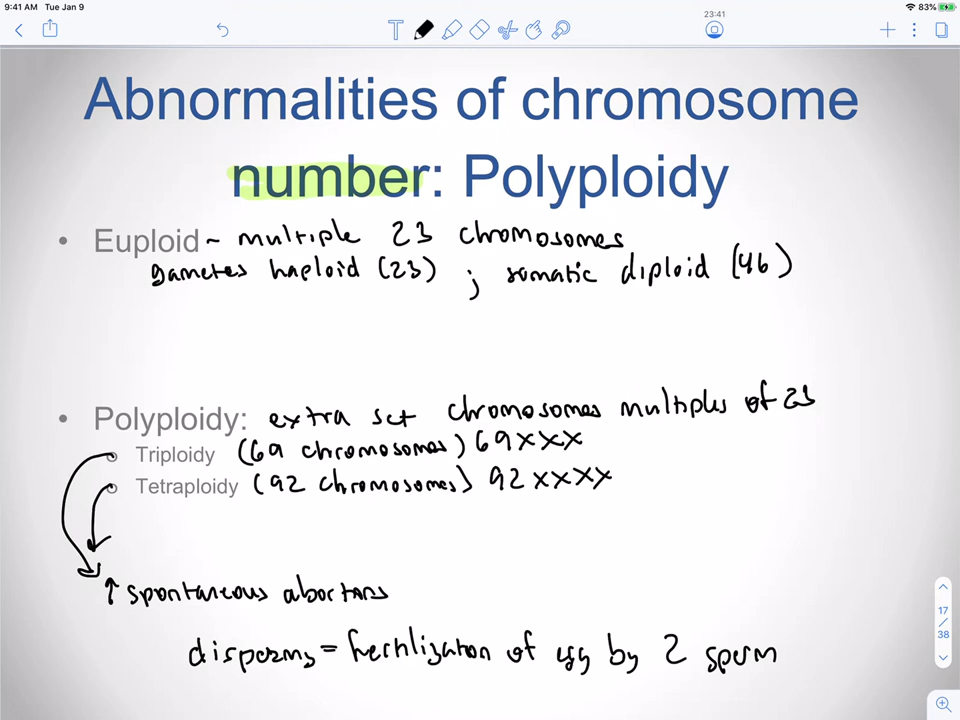 9:41 AM Tue Jan 9
83%
23:41
Abnormalities of chromosome
number: Polyploidy
• Euploid ~ multiple 23 chromosomes
gametes haploid (23) ; somatic diploid (46)
• Polyploidy: extra set chromosomes multiples of 23
Triploidy (69 chromosomes) 69XXX
Tetraploidy (92 chromosomes) 92XXXX
↑ spontaneous abortans
dispermy = fertilization of egg by 2 sperm
17
/
38